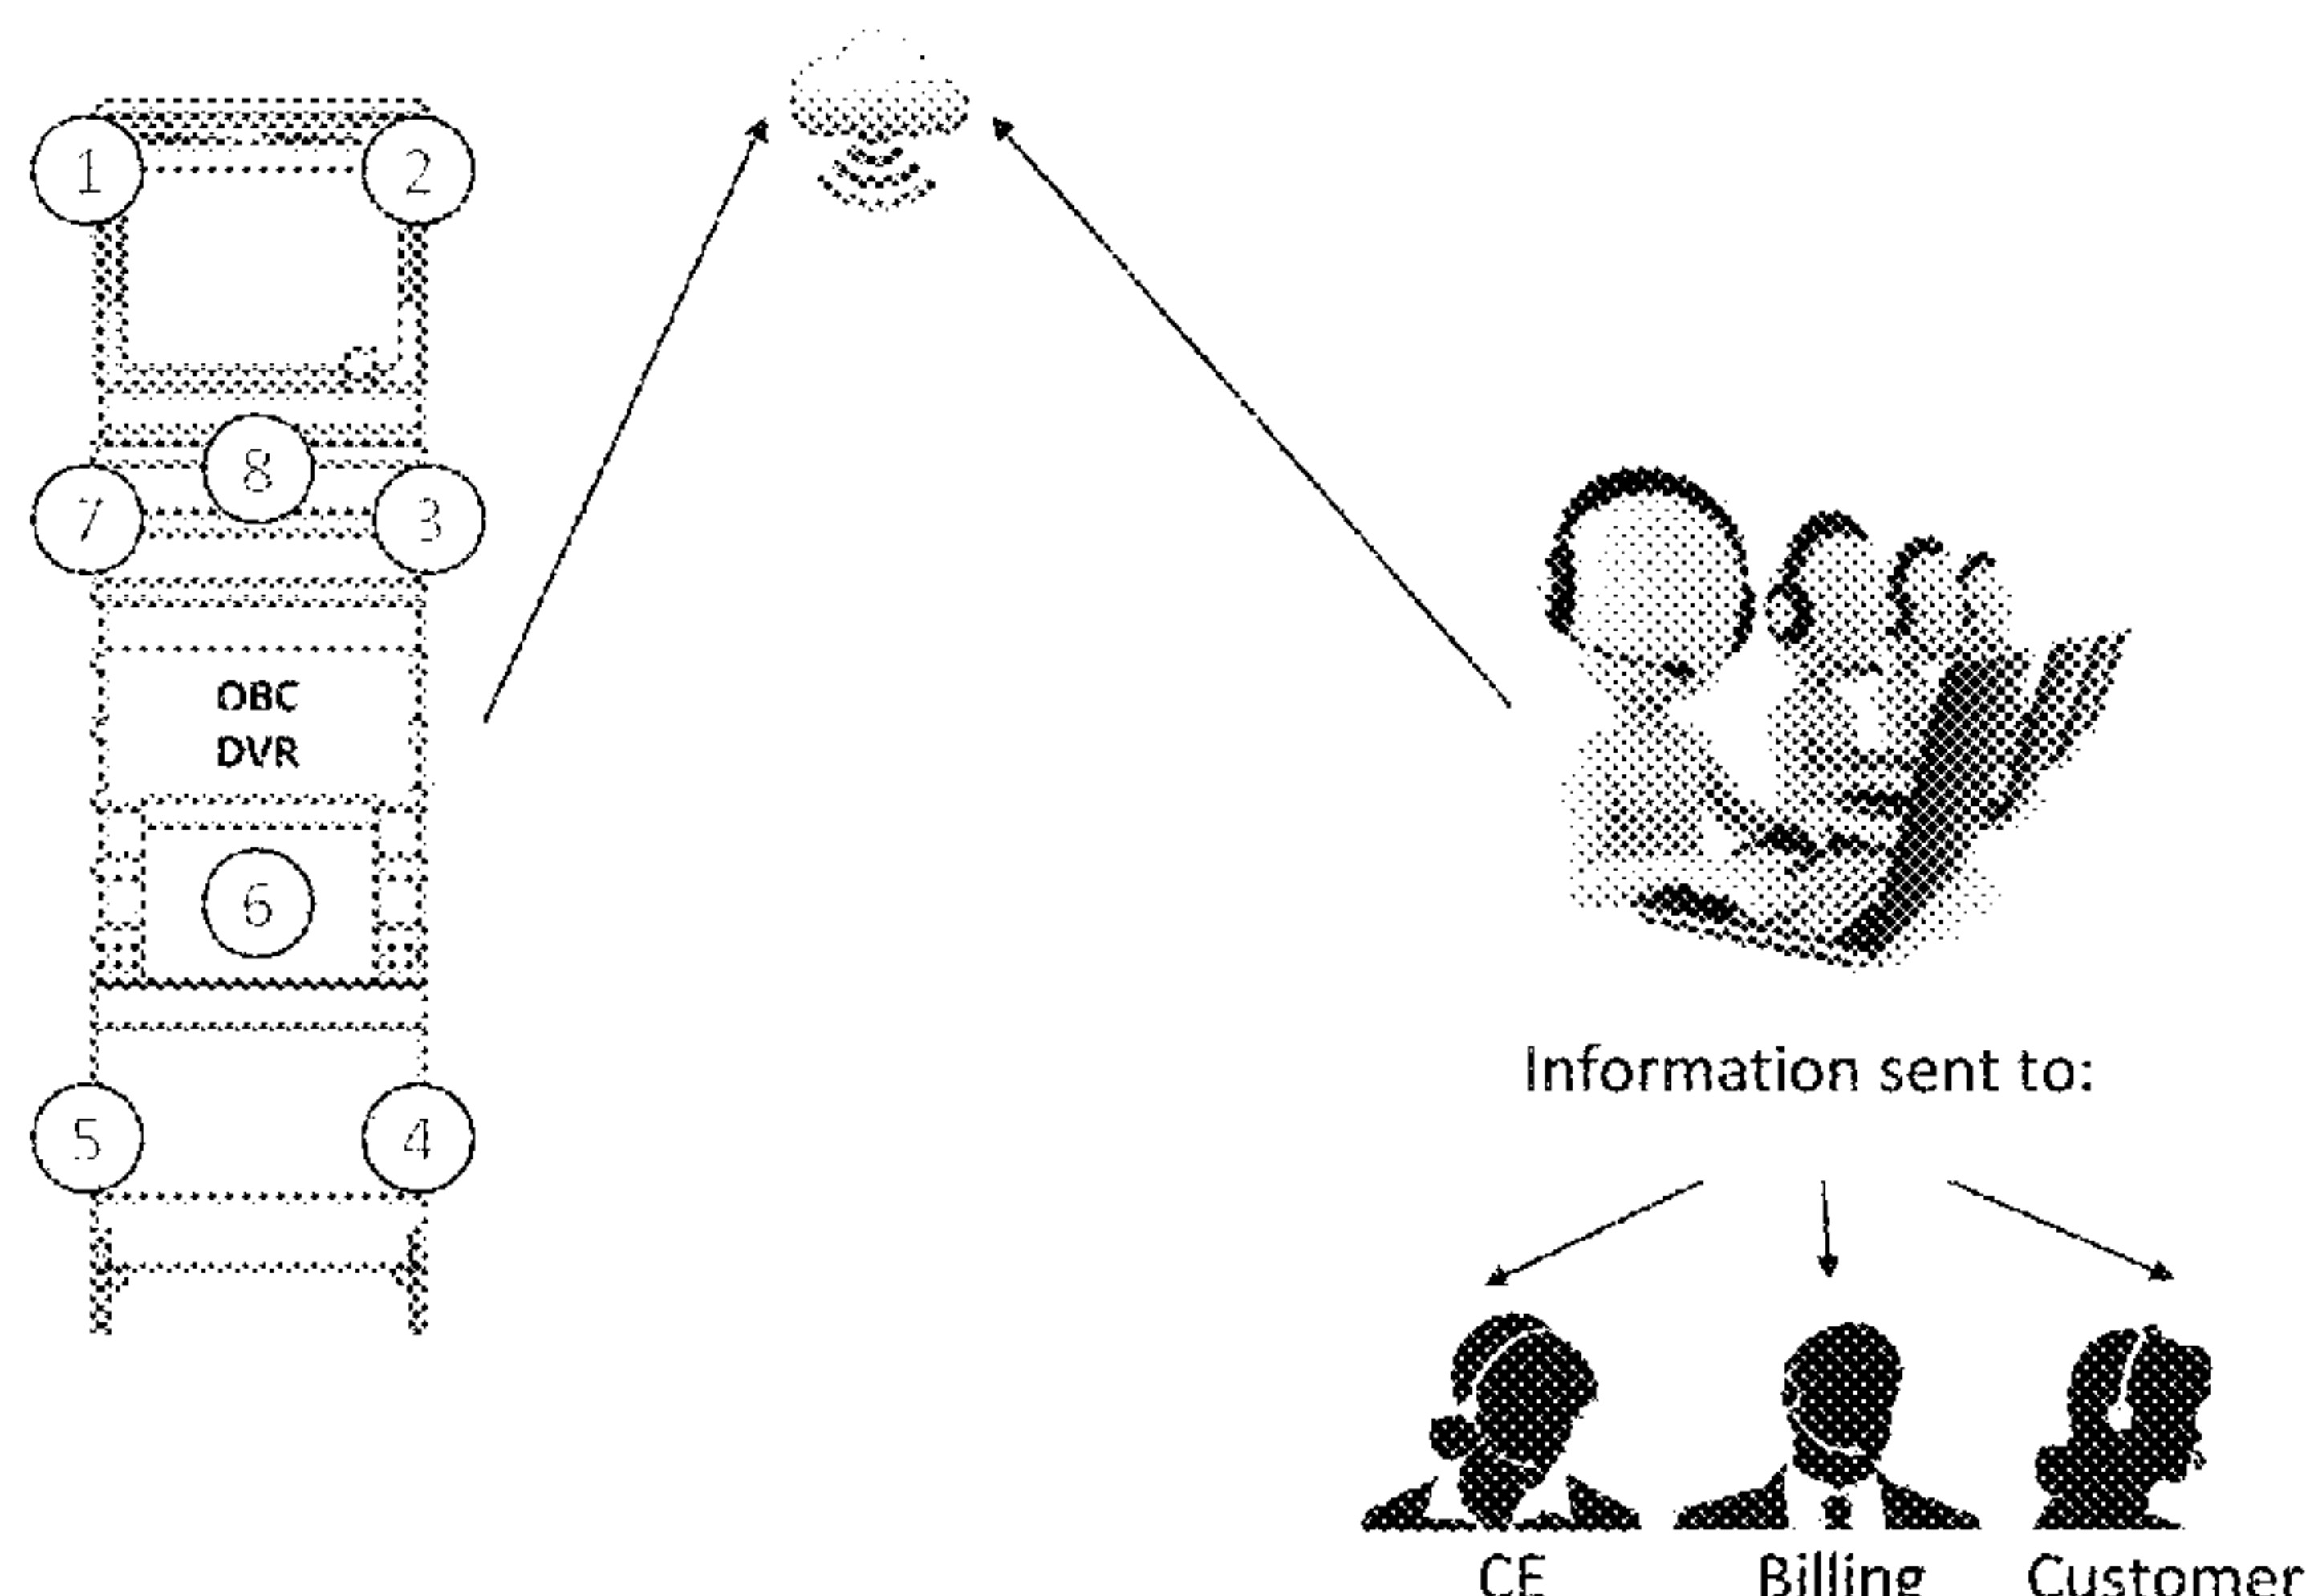 1 2
8
7 3
OBC
DVR
6
5 4
Information sent to:
CE Billing Customer